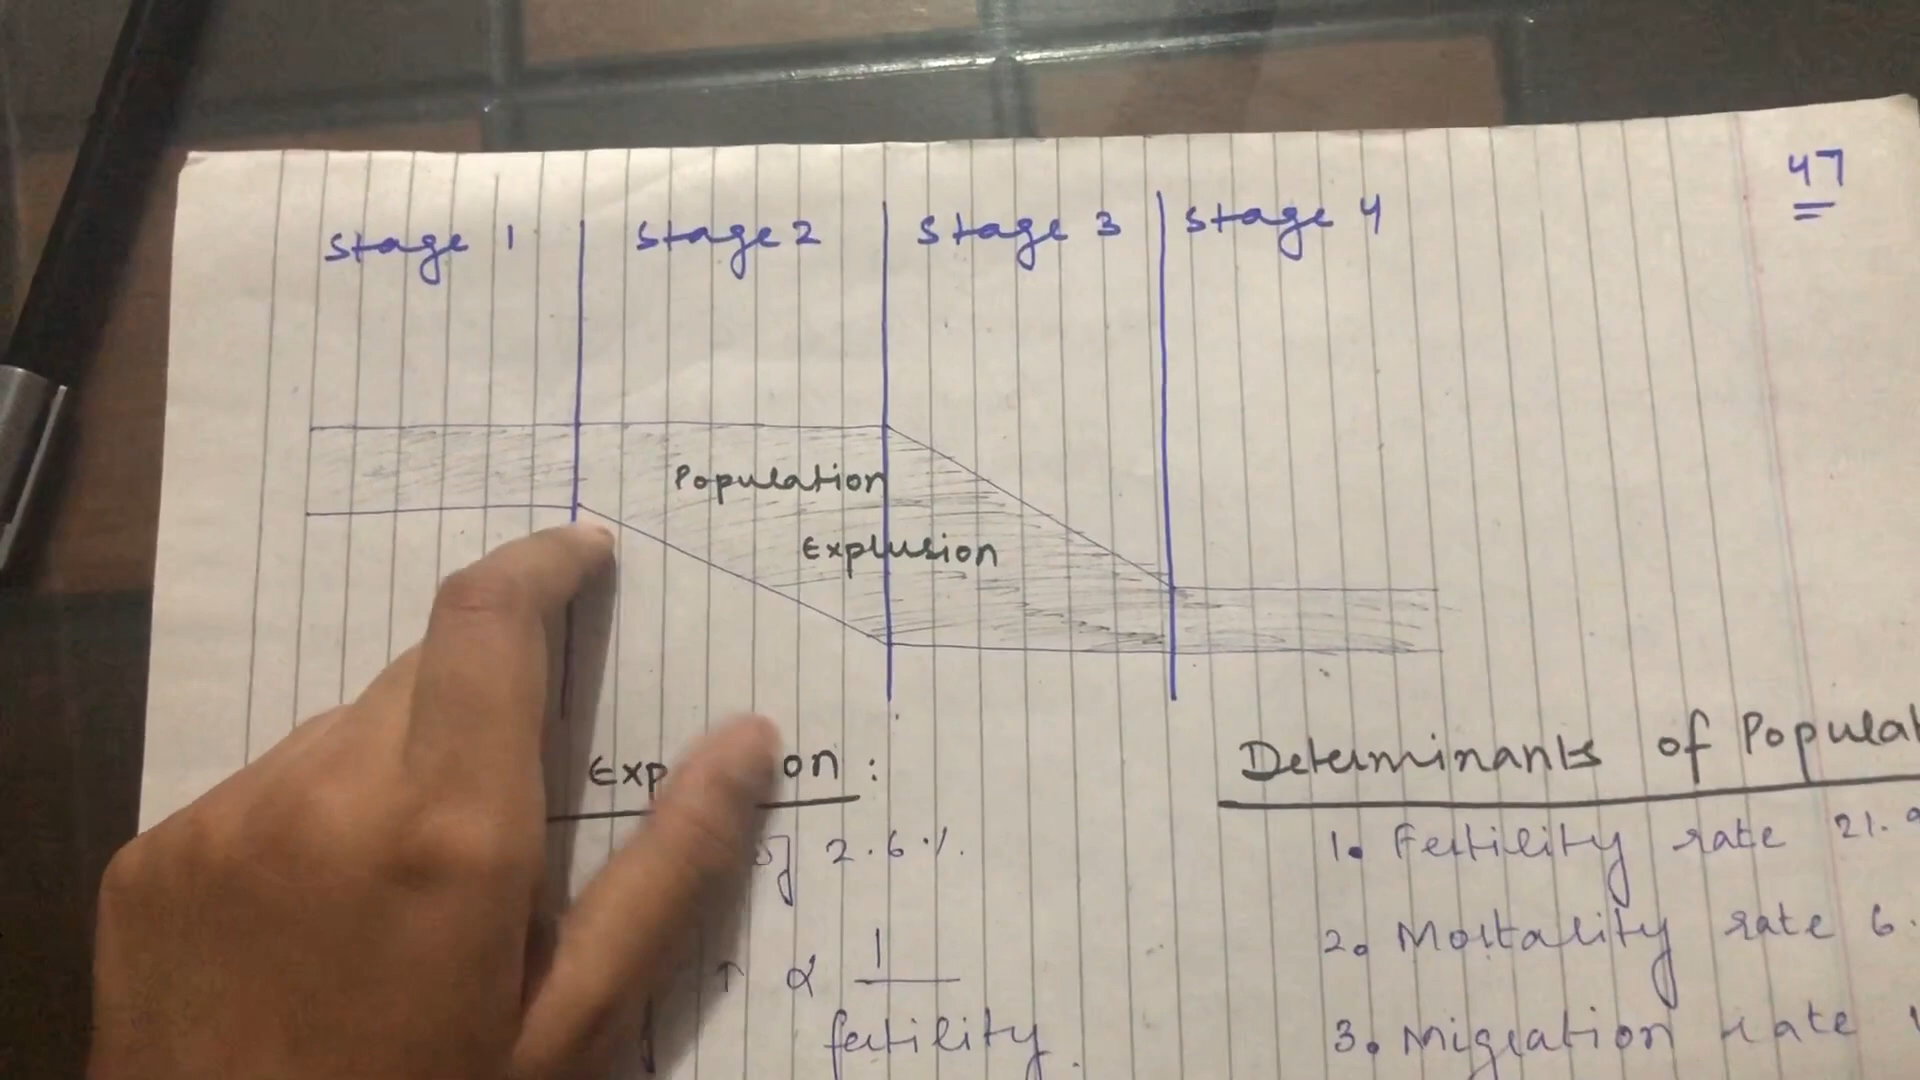 47
Stage 1 Stage 2 Stage 3 Stage 4
Population
Explusion
on :
2.6 %.
↑ ∝ 1
fertility.
Determinants of Populat
1. Fertility rate 21.
2. Mortality rate 6.
3. Migration rate